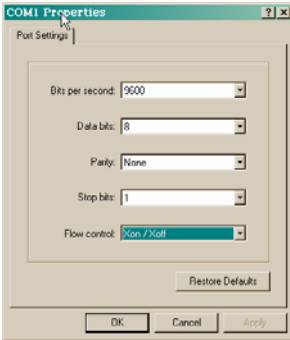 COM1 Properties
Port Settings
Bits per second: 9600
Data bits: 8
Parity: None
Stop bits: 1
Flow control: Xon / Xoff
Restore Defaults
OK Cancel Apply